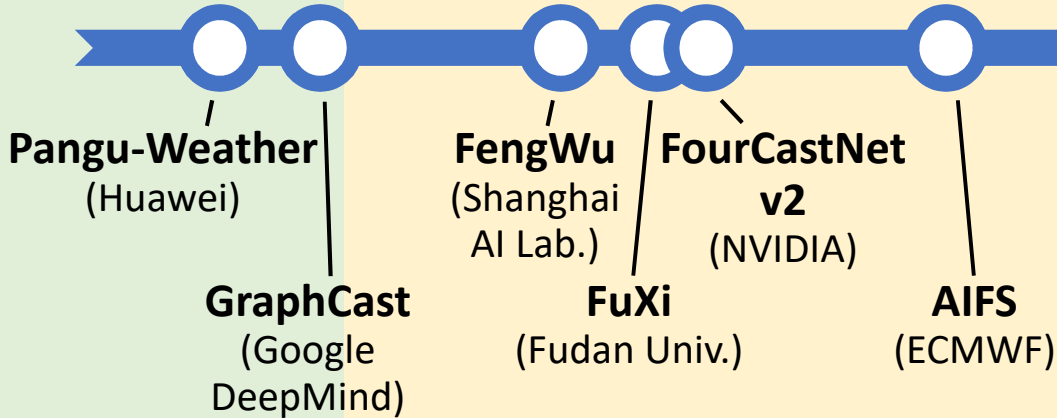 Pangu-Weather
(Huawei)
GraphCast
(Google
DeepMind)
FengWu
(Shanghai
AI Lab.)
FuXi
(Fudan Univ.)
FourCastNet
v2
(NVIDIA)
AIFS
(ECMWF)